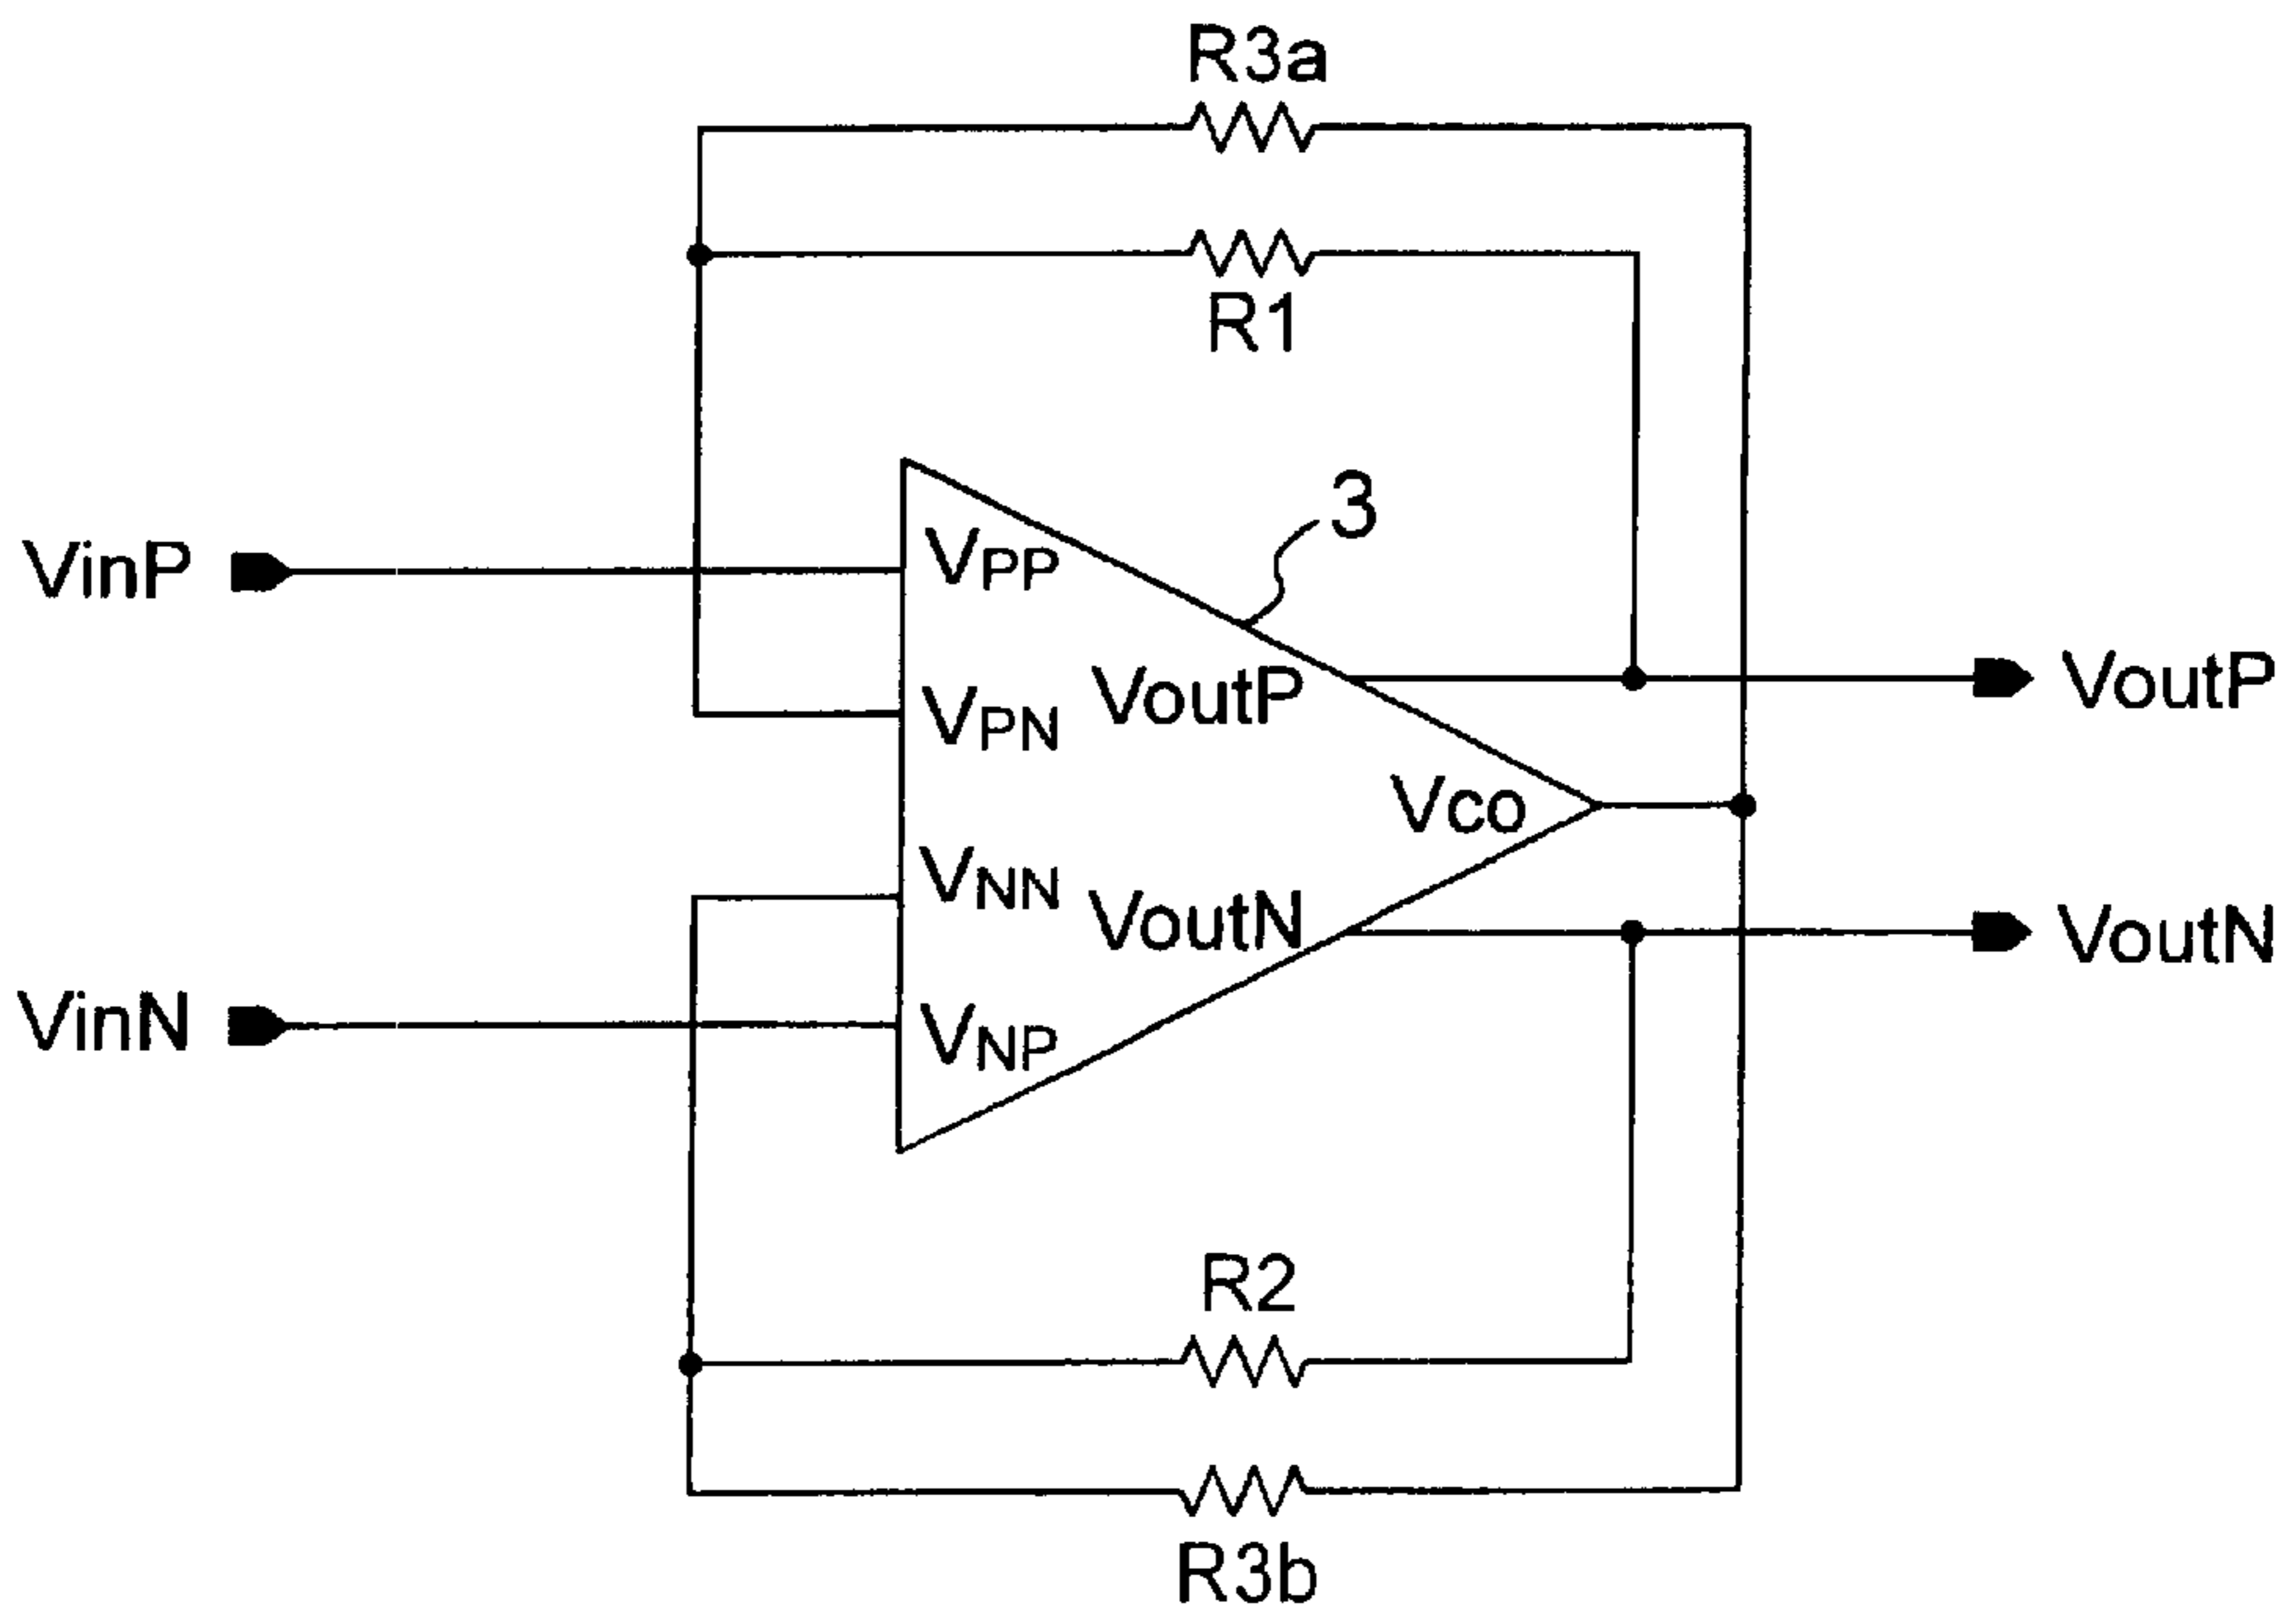 R3a
R1
3
VinP
VPP
VoutP
VoutP
VPN
Vco
VNN
VoutN
VoutN
VinN
VNP
R2
R3b